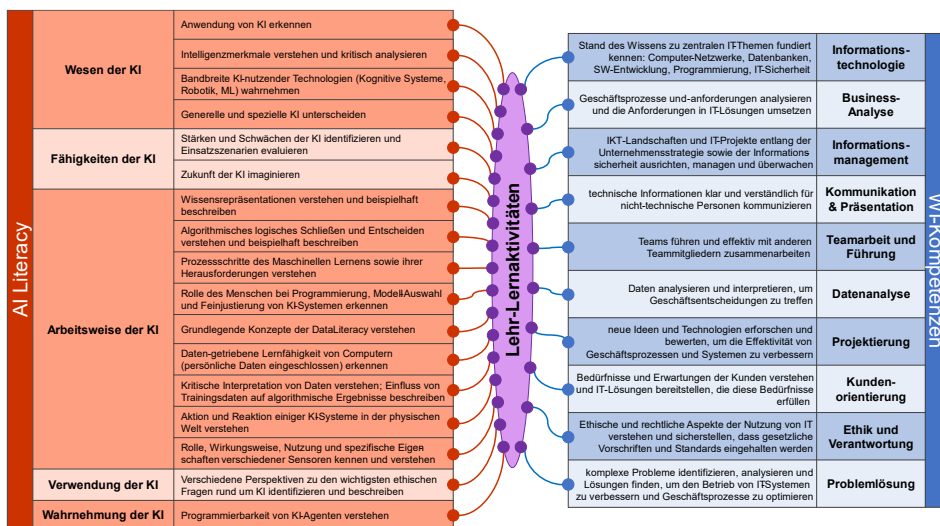 AI Literacy
Wesen der KI
Anwendung von KI erkennen
Intelligenzmerkmale verstehen und kritisch analysieren
Bandbreite KI-nutzender Technologien (Kognitive Systeme,
Robotik, ML) wahrnehmen
Generelle und spezielle KI unterscheiden
Fähigkeiten der KI
Stärken und Schwächen der KI identifizieren und
Einsatzszenarien evaluieren
Zukunft der KI imaginieren
Arbeitsweise der KI
Wissensrepräsentationen verstehen und beispielhaft
beschreiben
Algorithmisches logisches Schließen und Entscheiden
verstehen und beispielhaft beschreiben
Prozessschritte des Maschinellen Lernens sowie ihrer
Herausforderungen verstehen
Rolle des Menschen bei Programmierung, Modell-Auswahl
und Feinjustierung von KI-Systemen erkennen
Grundlegende Konzepte der DataLiteracy verstehen
Daten-getriebene Lernfähigkeit von Computern
(persönliche Daten eingeschlossen) erkennen
Kritische Interpretation von Daten verstehen; Einfluss von
Trainingsdaten auf algorithmische Ergebnisse beschreiben
Aktion und Reaktion einiger KI-Systeme in der physischen
Welt verstehen
Rolle, Wirkungsweise, Nutzung und spezifische Eigen
schaften verschiedener Sensoren kennen und verstehen
Verwendung der KI
Verschiedene Perspektiven zu den wichtigsten ethischen
Fragen rund um KI identifizieren und beschreiben
Wahrnehmung der KI
Programmierbarkeit von KI-Agenten verstehen
Lehr-Lernaktivitäten
Stand des Wissens zu zentralen IT-Themen fundiert
kennen: Computer-Netzwerke, Datenbanken,
SW-Entwicklung, Programmierung, IT-Sicherheit
Informations-
technologie
Geschäftsprozesse und -anforderungen analysieren
und die Anforderungen in IT-Lösungen umsetzen
Business-
Analyse
IKT-Landschaften und IT-Projekte entlang der
Unternehmensstrategie sowie der Informations
sicherheit ausrichten, managen und überwachen
Informations-
management
technische Informationen klar und verständlich für
nicht-technische Personen kommunizieren
Kommunikation
& Präsentation
Teams führen und effektiv mit anderen
Teammitgliedern zusammenarbeiten
Teamarbeit und
Führung
Daten analysieren und interpretieren, um
Geschäftsentscheidungen zu treffen
Datenanalyse
neue Ideen und Technologien erforschen und
bewerten, um die Effektivität von
Geschäftsprozessen und Systemen zu verbessern
Projektierung
Bedürfnisse und Erwartungen der Kunden verstehen
und IT-Lösungen bereitstellen, die diese Bedürfnisse
erfüllen
Kunden-
orientierung
Ethische und rechtliche Aspekte der Nutzung von IT
verstehen und sicherstellen, dass gesetzliche
Vorschriften und Standards eingehalten werden
Ethik und
Verantwortung
komplexe Probleme identifizieren, analysieren und
Lösungen finden, um den Betrieb von IT-Systemen
zu verbessern und Geschäftsprozesse zu optimieren
Problemlösung
WI-Kompetenzen